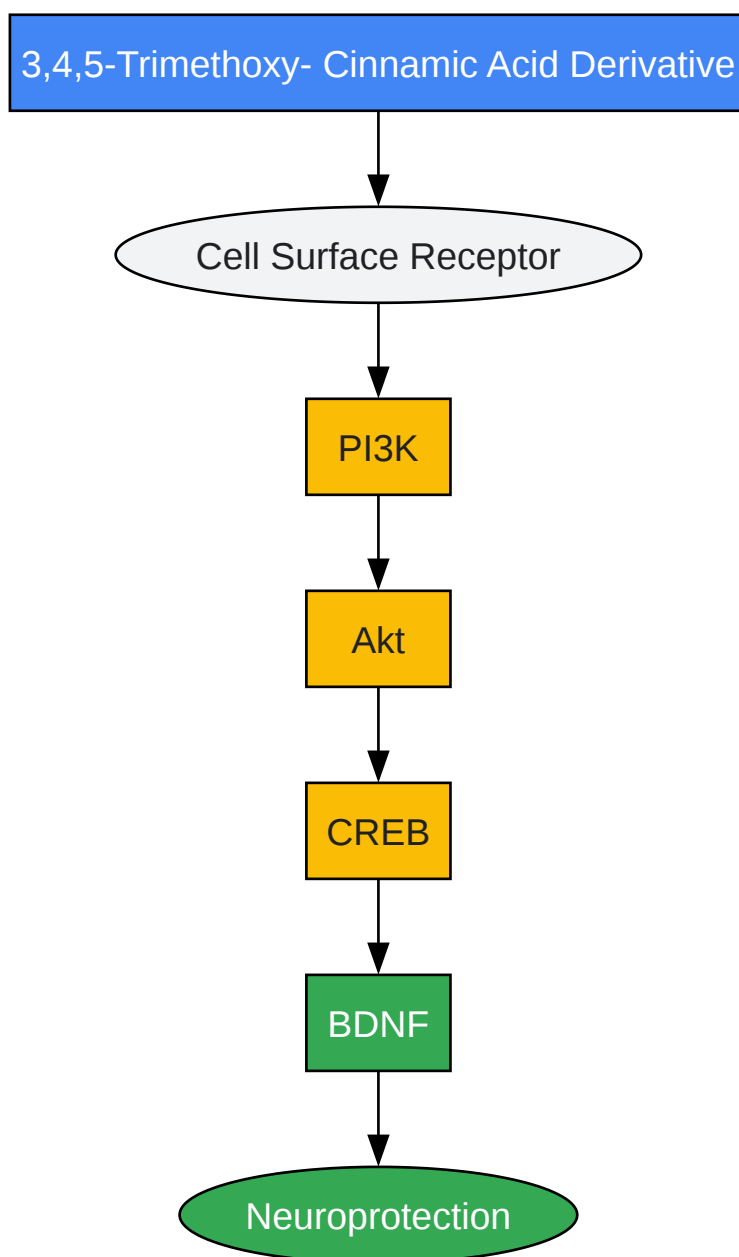 3,4,5-Trimethoxy- Cinnamic Acid Derivative
Cell Surface Receptor
PI3K
Akt
CREB
BDNF
Neuroprotection